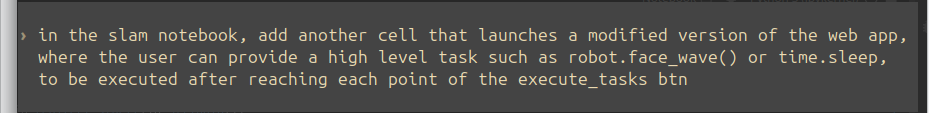 › in the slam notebook, add another cell that launches a modified version of the web app,
where the user can provide a high level task such as robot.face_wave() or time.sleep,
to be executed after reaching each point of the execute_tasks btn